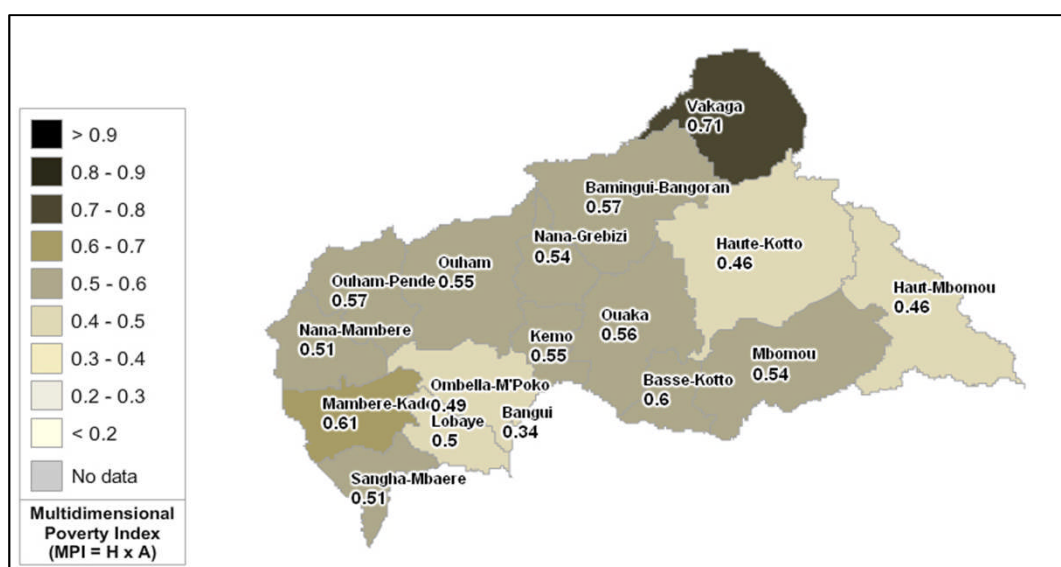 > 0.9
0.8 - 0.9
0.7 - 0.8
0.6 - 0.7
0.5 - 0.6
0.4 - 0.5
0.3 - 0.4
0.2 - 0.3
< 0.2
No data
Multidimensional
Poverty Index
(MPI = H x A)
Vakaga
0.71
Bamingui-Bangoran
0.57
Nana-Grebizi
0.54
Haute-Kotto
0.46
Haut-Mbomou
0.46
Ouham
0.55
Ouham-Pende
0.57
Nana-Mambere
0.51
Kemo
0.55
Ouaka
0.56
Mbomou
0.54
Basse-Kotto
0.6
Ombella-M'Poko
0.49
Mambere-Kade
0.61
Lobaye
0.5
Bangui
0.34
Sangha-Mbaere
0.51